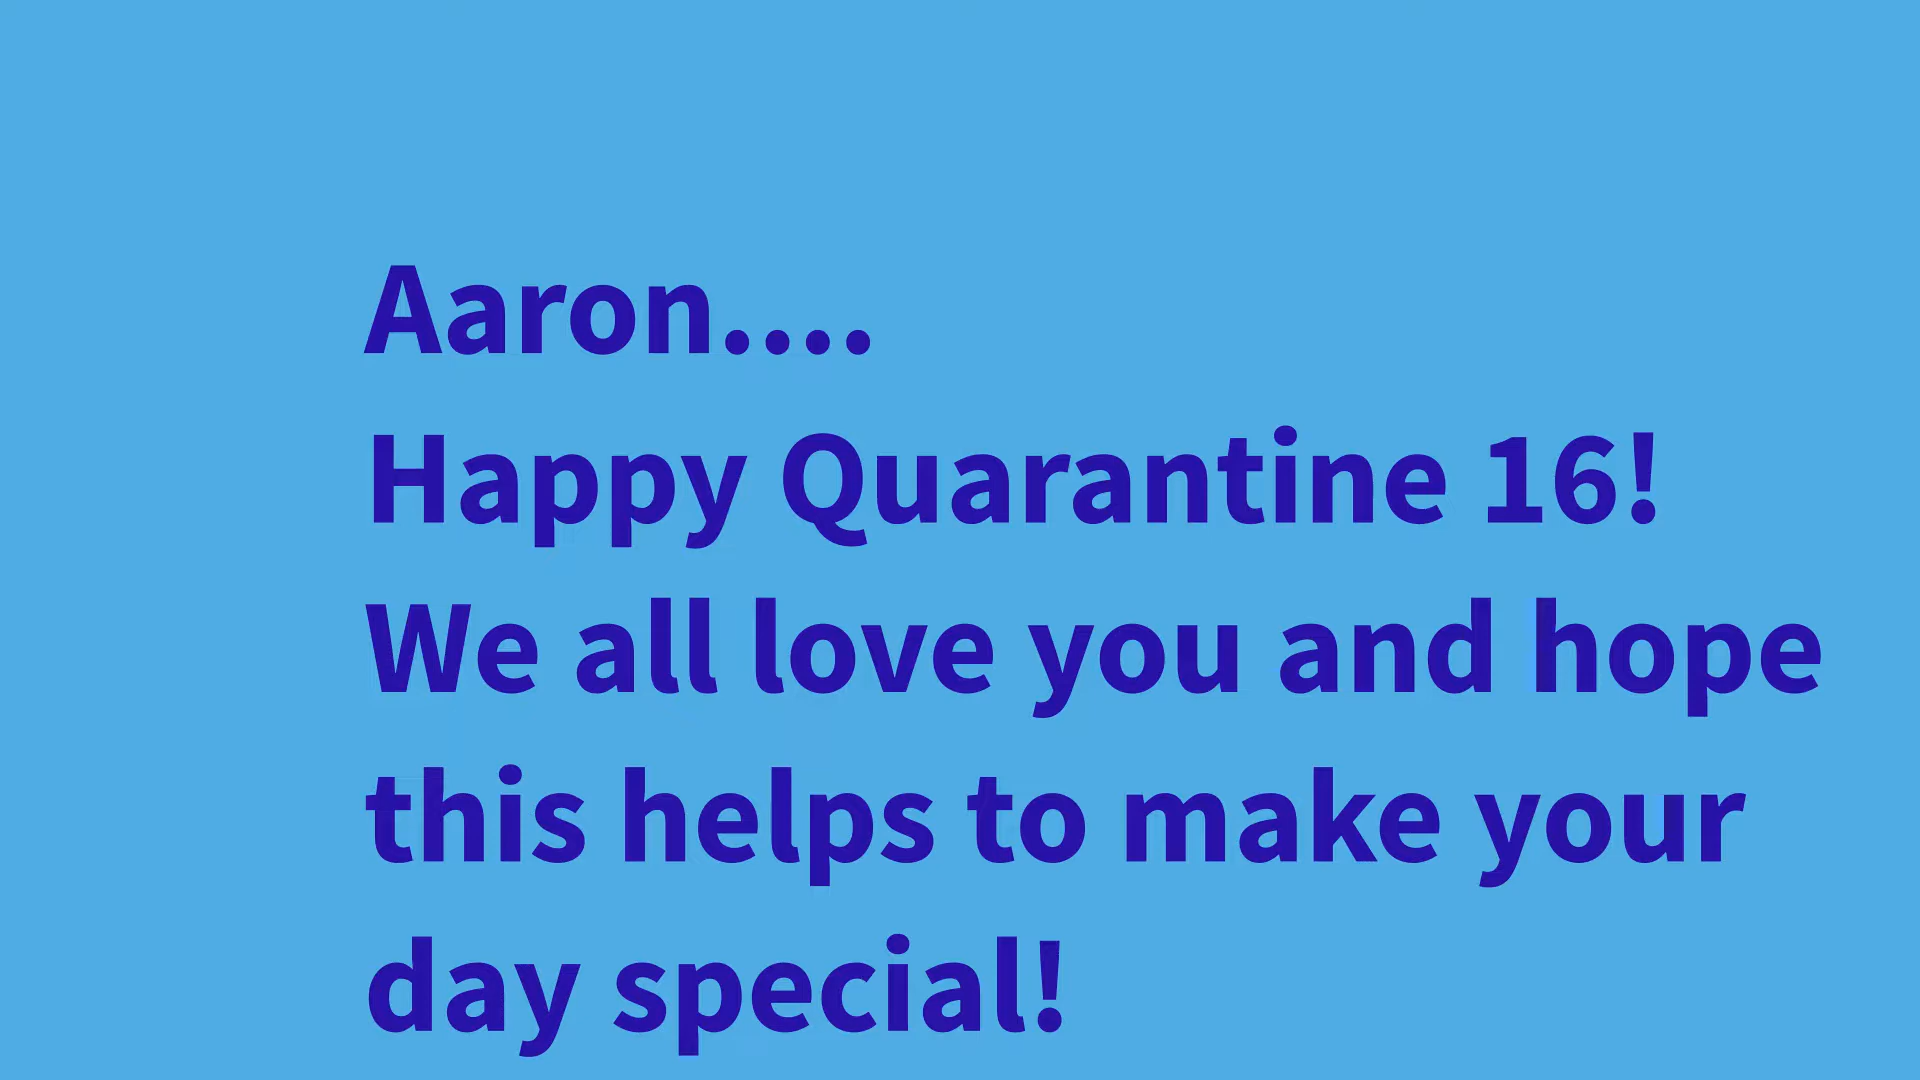 Aaron....
Happy Quarantine 16!
We all love you and hope
this helps to make your
day special!